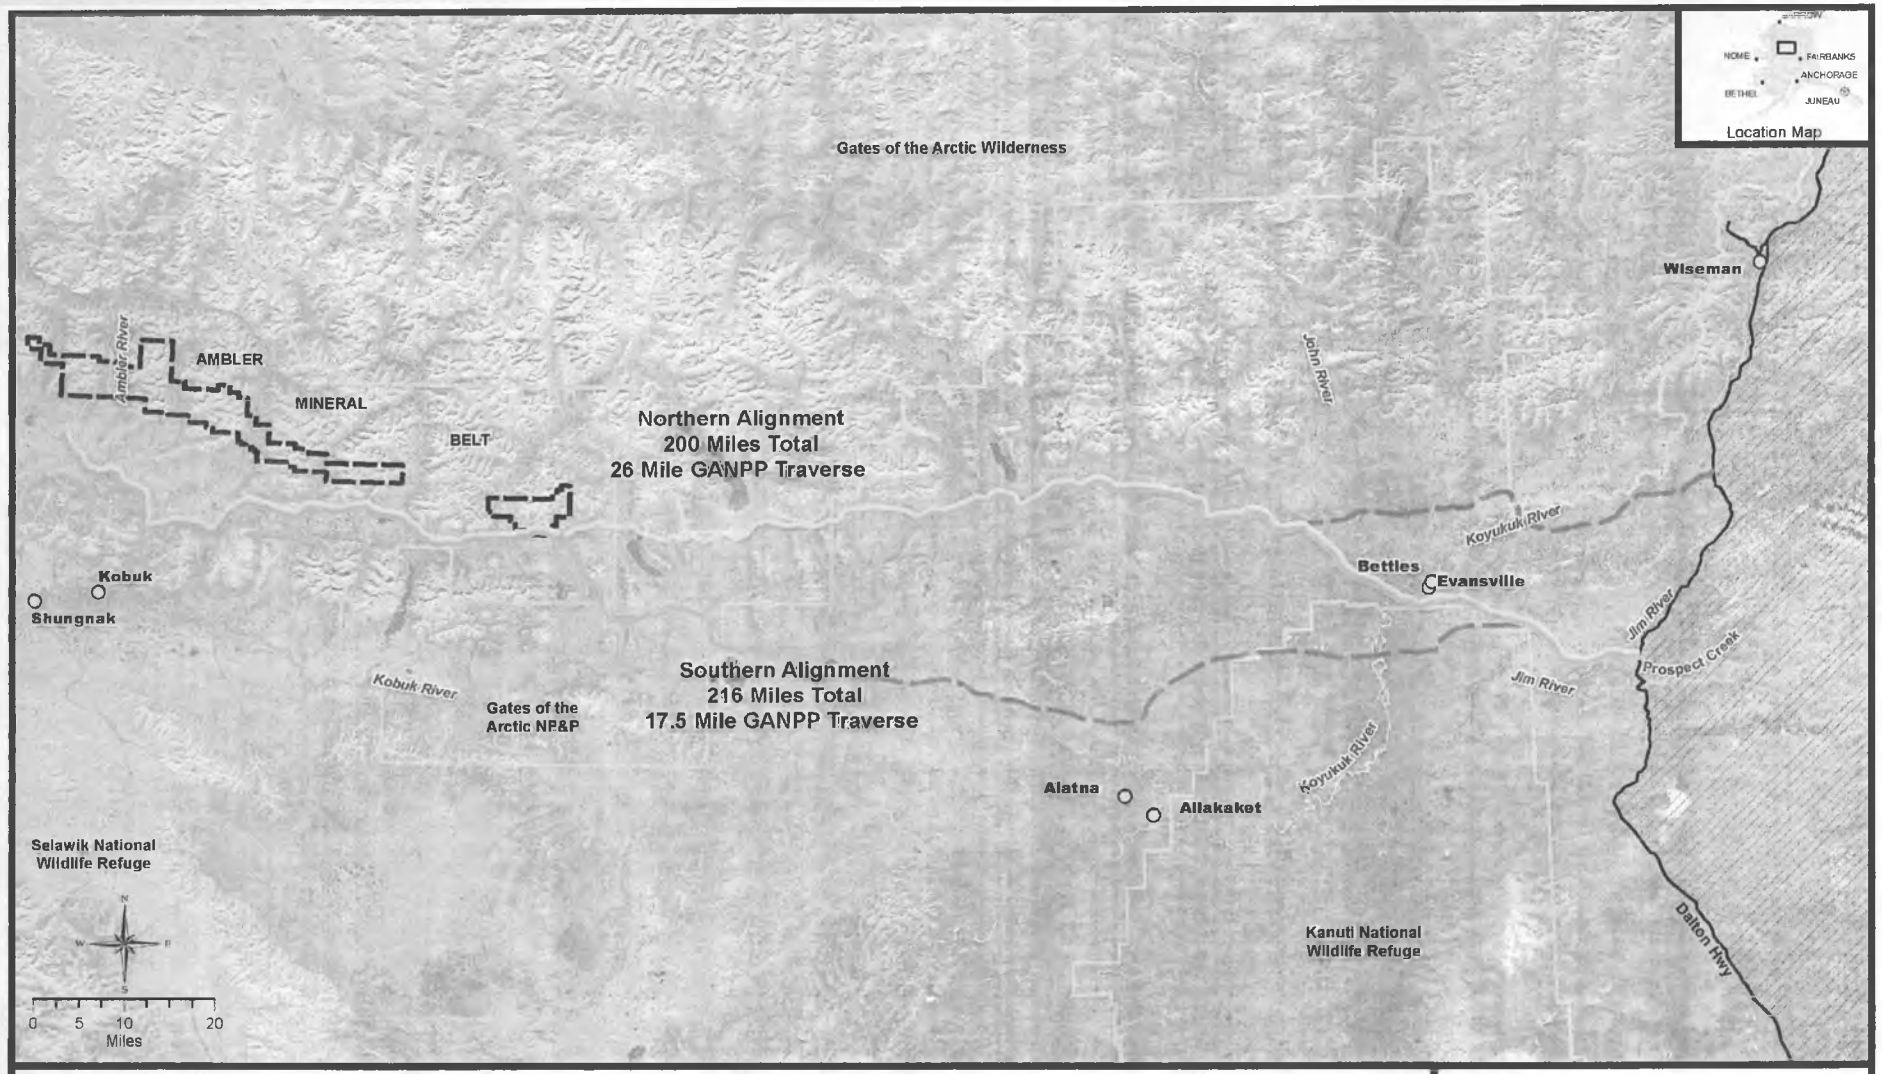 BARROW
NOME
FAIRBANKS
ANCHORAGE
BETHEL
JUNEAU
Location Map
Gates of the Arctic Wilderness
Wiseman
Ambler River
AMBLER
MINERAL
BELT
John River
Northern Alignment
200 Miles Total
26 Mile GANPP Traverse
Koyukuk River
Bettles
Evansville
Kobuk
Shungnak
Jim River
Prospect Creek
Jim River
Kobuk River
Southern Alignment
216 Miles Total
17.5 Mile GANPP Traverse
Gates of the
Arctic NP&P
Koyukuk River
Alatna
Allakaket
Selawik National
Wildlife Refuge
N
W
E
S
Kanuti National
Wildlife Refuge
Dalton Hwy
0 5 10 20
Miles